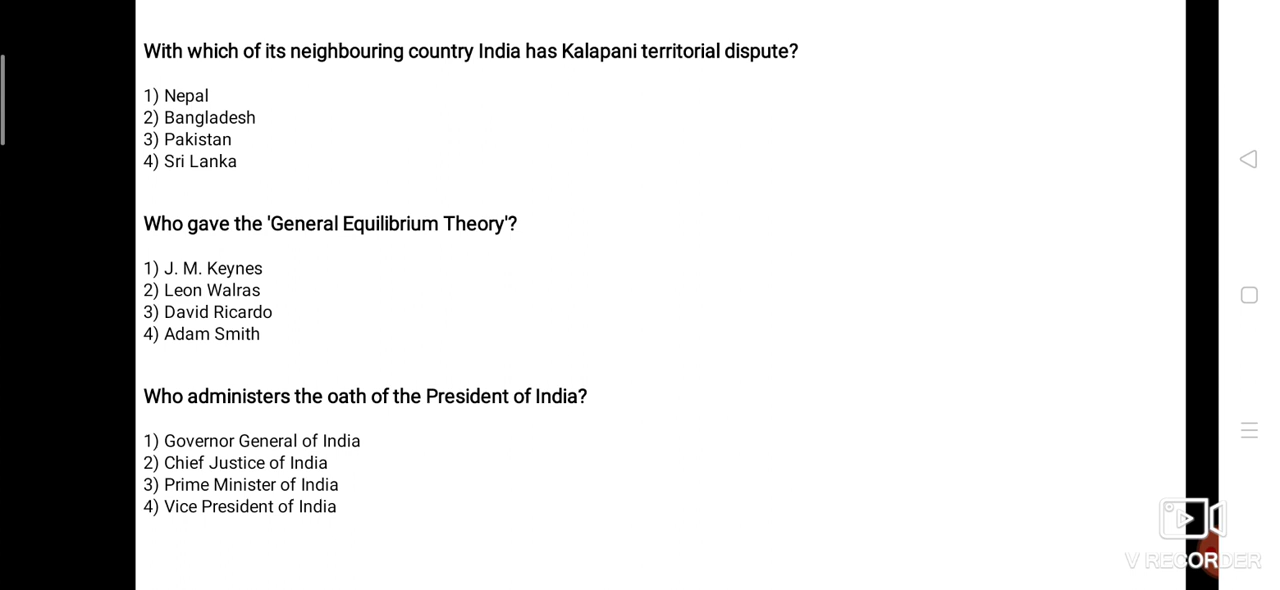 With which of its neighbouring country India has Kalapani territorial dispute?
1) Nepal
2) Bangladesh
3) Pakistan
4) Sri Lanka
Who gave the 'General Equilibrium Theory'?
1) J. M. Keynes
2) Leon Walras
3) David Ricardo
4) Adam Smith
Who administers the oath of the President of India?
1) Governor General of India
2) Chief Justice of India
3) Prime Minister of India
4) Vice President of India
V RECORDER